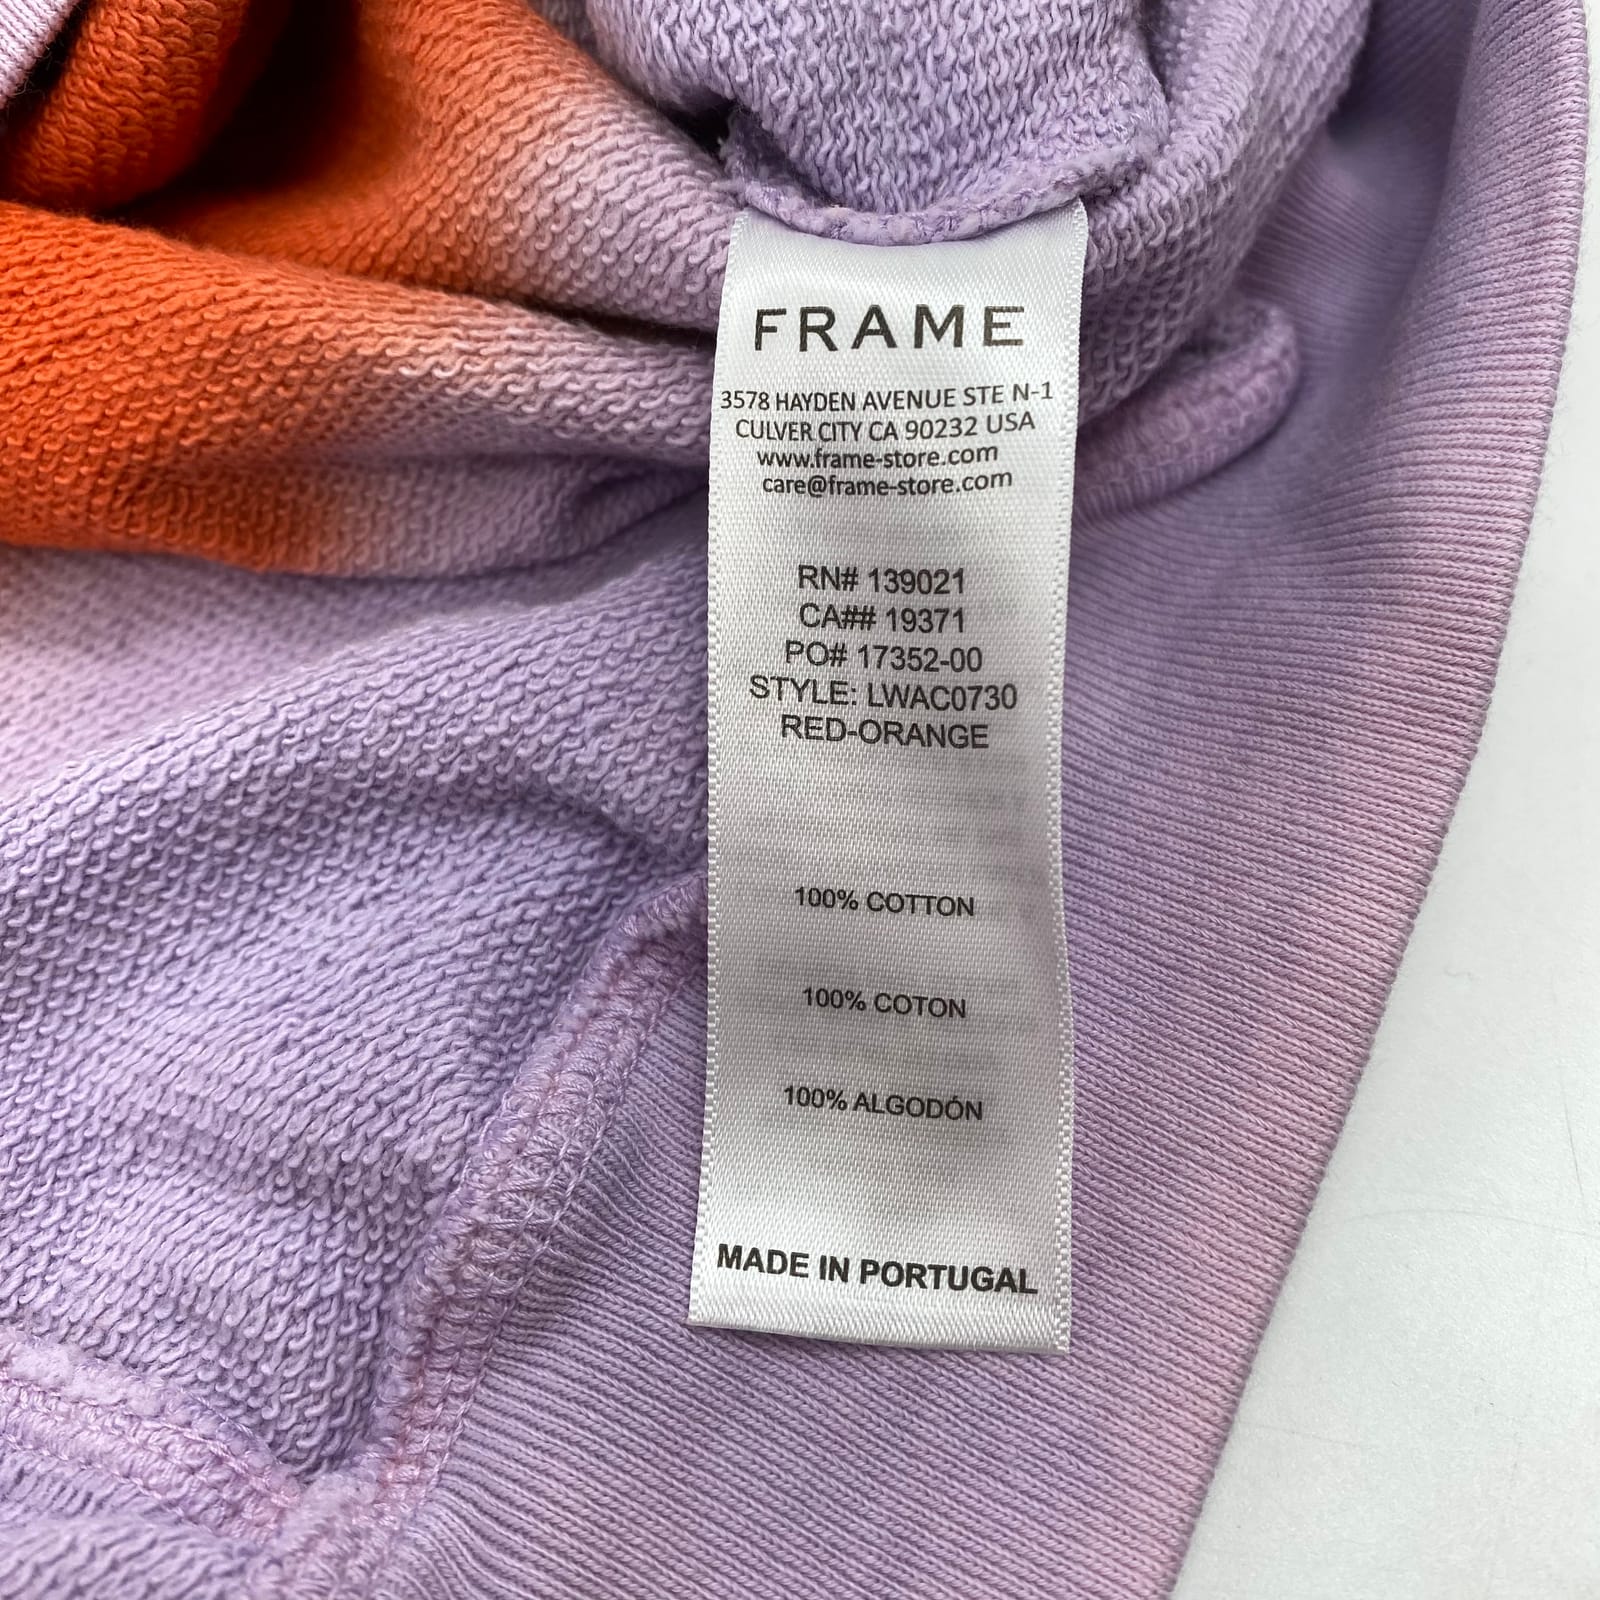 FRAME
3578 HAYDEN AVENUE STE N-1
CULVER CITY CA 90232 USA
www.frame-store.com
care@frame-store.com
RN# 139021
CA## 19371
PO# 17352-00
STYLE: LWAC0730
RED-ORANGE
100% COTTON
100% COTON
100% ALGODÓN
MADE IN PORTUGAL